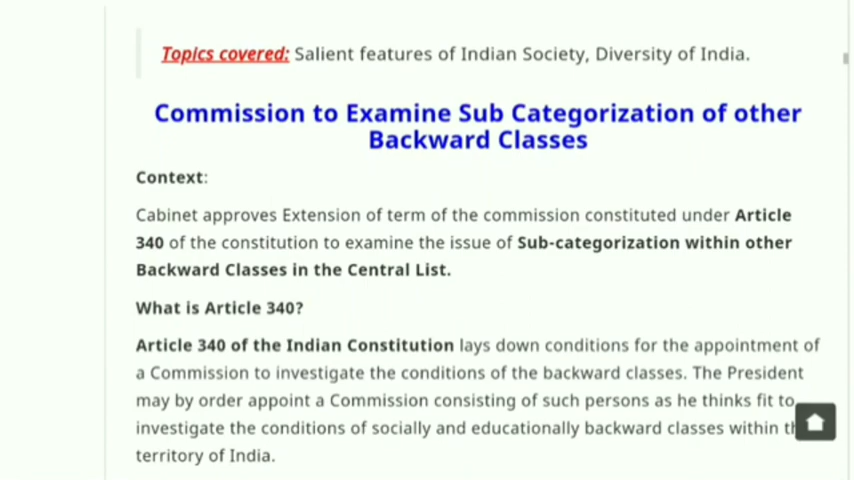 Topics covered: Salient features of Indian Society, Diversity of India.
Commission to Examine Sub Categorization of other
Backward Classes
Context:
Cabinet approves Extension of term of the commission constituted under Article
340 of the constitution to examine the issue of Sub-categorization within other
Backward Classes in the Central List.
What is Article 340?
Article 340 of the Indian Constitution lays down conditions for the appointment of
a Commission to investigate the conditions of the backward classes. The President
may by order appoint a Commission consisting of such persons as he thinks fit to
investigate the conditions of socially and educationally backward classes within
territory of India.